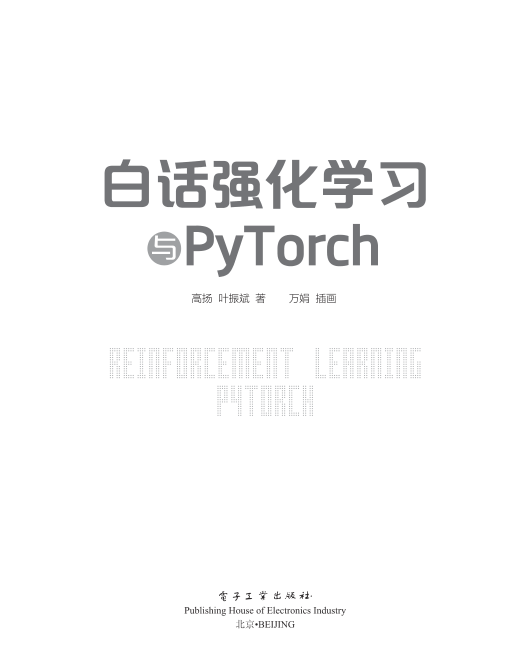 白话强化学习
与PyTorch
高扬 叶振斌 著 万娟 插画
REINFORCEMENT LEARNING
PYTORCH
电子工业出版社
Publishing House of Electronics Industry
北京•BEIJING